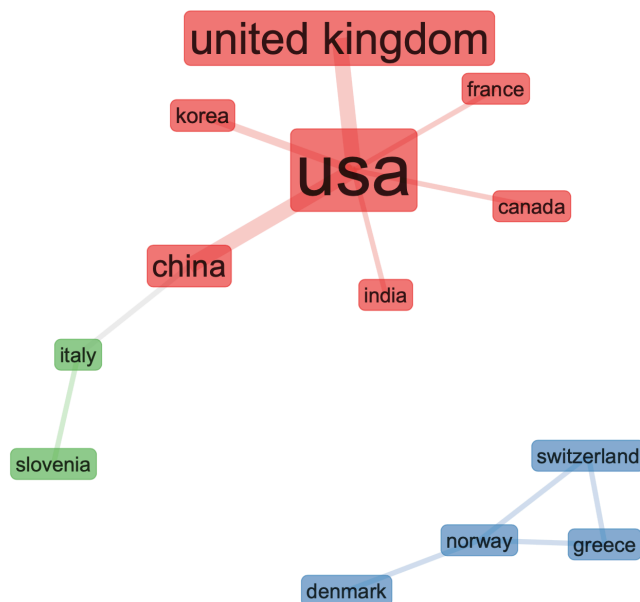 united kingdom
france
korea
usa
canada
china
india
italy
slovenia
switzerland
norway
greece
denmark